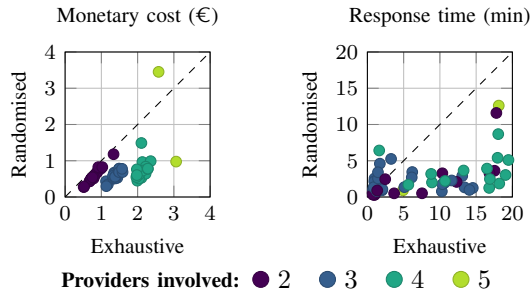 Monetary cost (€)
Randomised
4
3
2
1
0
0 1 2 3 4
Exhaustive
Response time (min)
Randomised
20
15
10
5
0
0 5 10 15 20
Exhaustive
Providers involved: 2 3 4 5